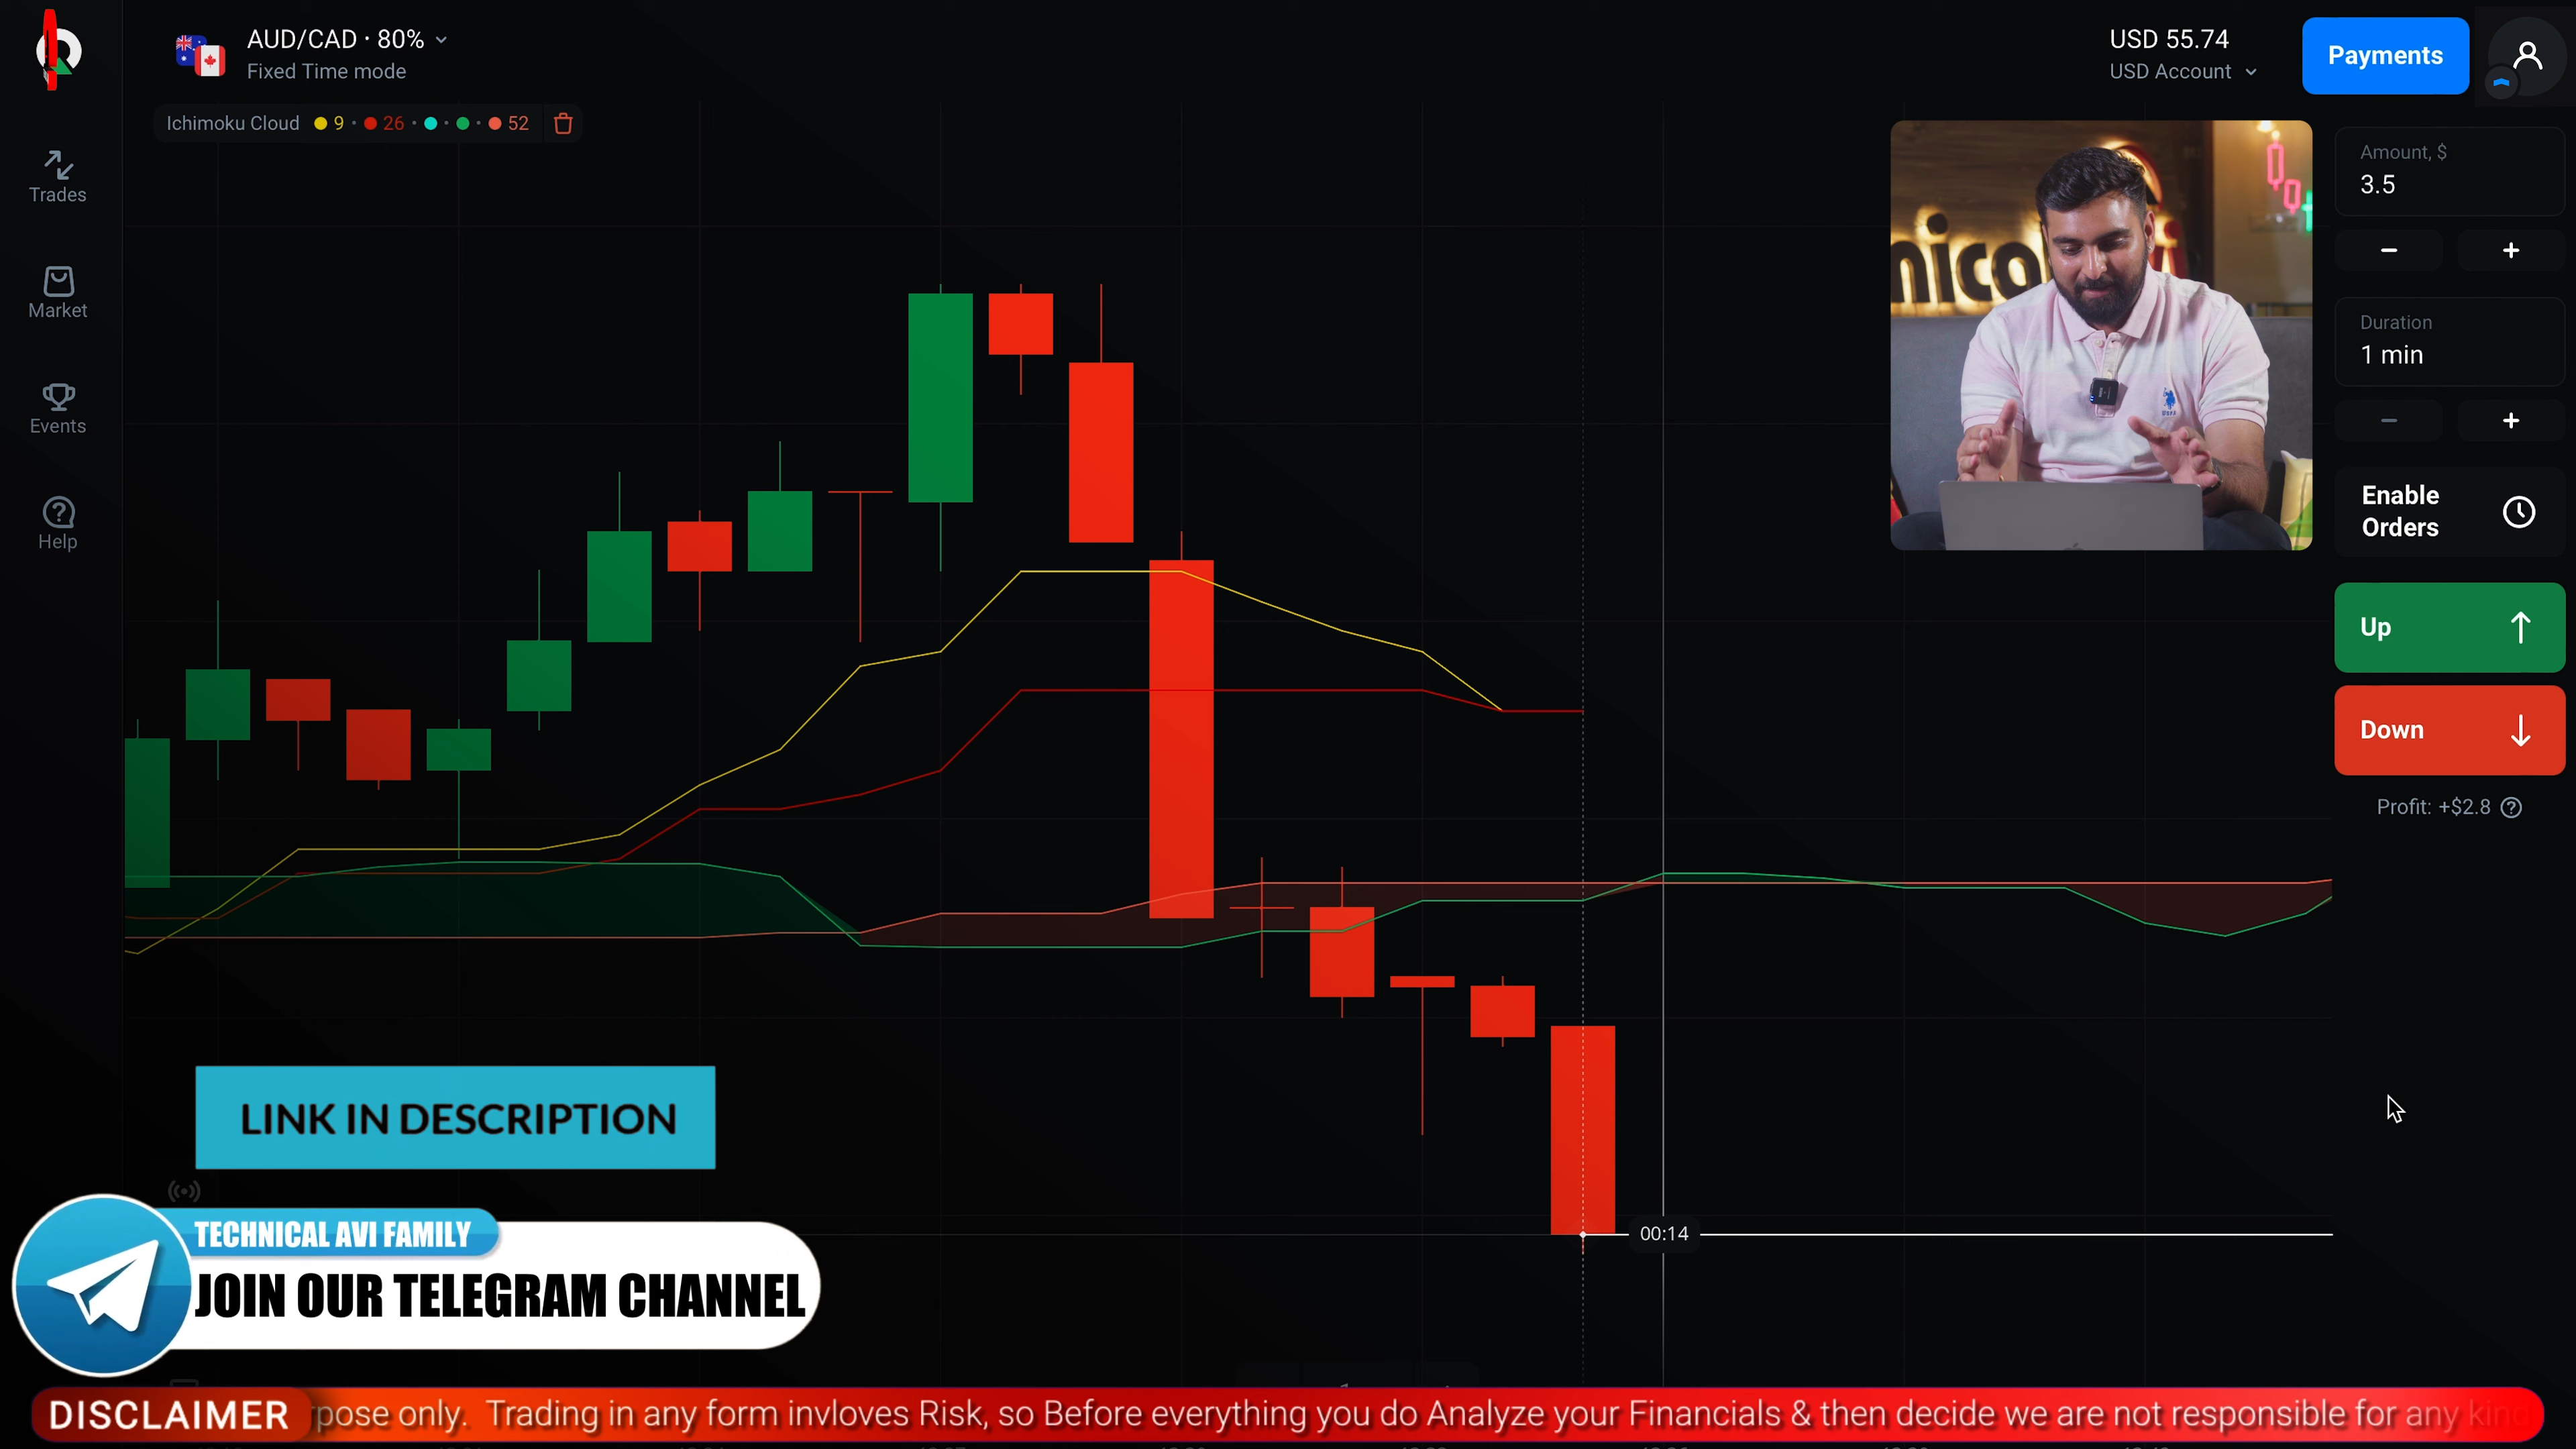 AUD/CAD · 80%
Fixed Time mode
USD 55.74
USD Account
Payments
Ichimoku Cloud 9 · 26 · · · 52
Trades
Market
Events
Help
Amount, $
3.5
Duration
1 min
Enable
Orders
Up
Down
Profit: +$2.8
nical
USPA
00:14
LINK IN DESCRIPTION
TECHNICAL AVI FAMILY
JOIN OUR TELEGRAM CHANNEL
DISCLAIMER pose only. Trading in any form invloves Risk, so Before everything you do Analyze your Financials & then decide we are not responsible for any kin